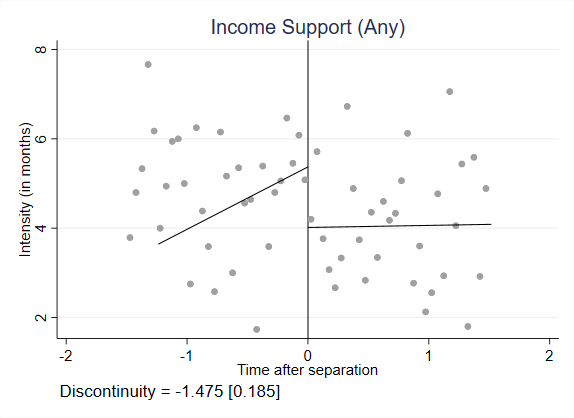 Income Support (Any)
Intensity (in months)
8
6
4
2
-2
-1
0
1
2
Time after separation
Discontinuity = -1.475 [0.185]